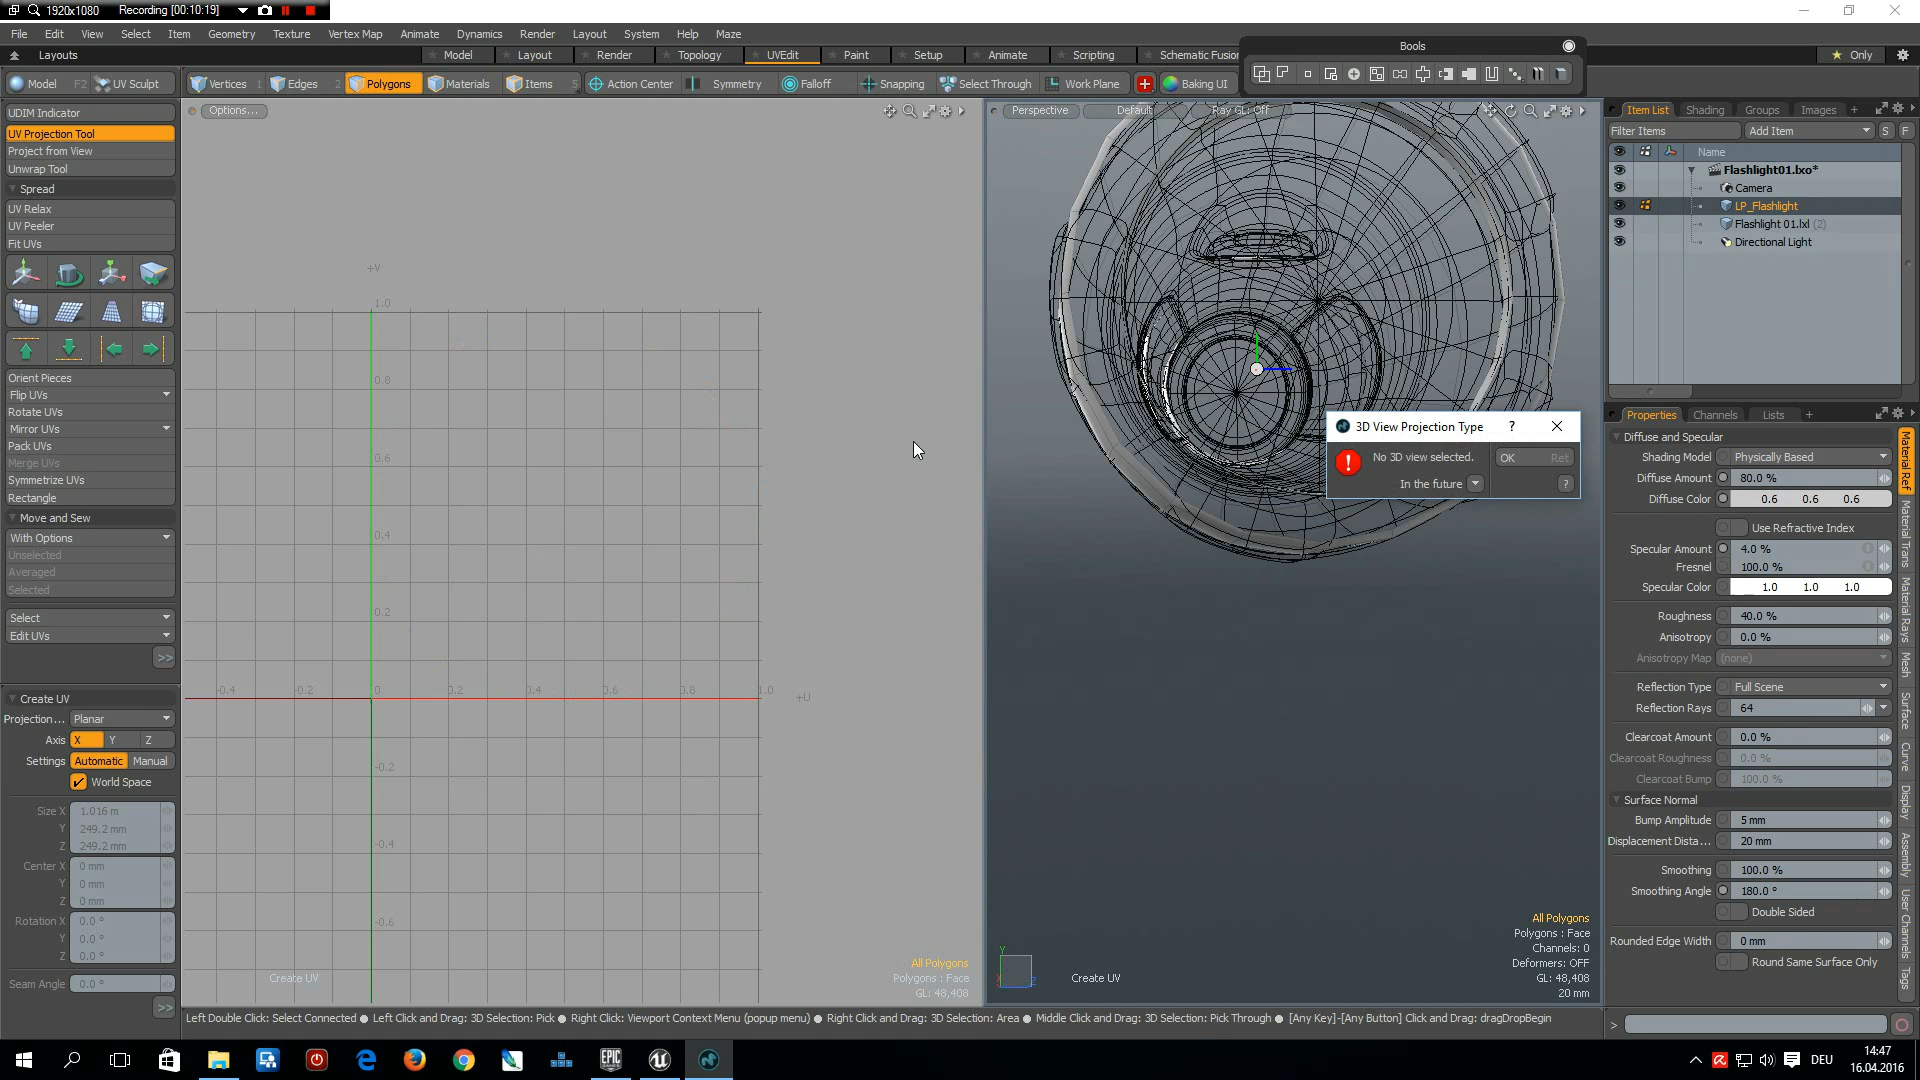 1920x1080 Recording [00:10:19]
File Edit View Select Item Geometry Texture Vertex Map Animate Dynamics Render Layout System Help Maze
Layouts Model Layout Render Topology UVEdit Paint Setup Animate Scripting Schematic Fusion Only
Bools
Model F2 UV Sculpt Vertices 1 Edges 2 Polygons Materials Items 5 Action Center Symmetry Falloff Snapping Select Through Work Plane Baking UI
UDIM Indicator
UV Projection Tool
Project from View
Unwrap Tool
Spread
UV Relax
UV Peeler
Fit UVs
Orient Pieces
Flip UVs
Rotate UVs
Mirror UVs
Pack UVs
Merge UVs
Symmetrize UVs
Rectangle
Move and Sew
With Options
Unselected
Averaged
Selected
Select
Edit UVs
>>
Create UV
Projection... Planar
Axis X Y Z
Settings Automatic Manual
World Space
Size X 1.016 m
Y 249.2 mm
Z 249.2 mm
Center X 0 mm
Y 0 mm
Z 0 mm
Rotation X 0.0 °
Y 0.0 °
Z 0.0 °
Seam Angle 0.0 °
>>
Options...
+V
1.0
0.8
0.6
0.4
0.2
-0.4 -0.2 0 0.2 0.4 0.6 0.8 1.0 +U
-0.2
-0.4
-0.6
Create UV
All Polygons
Polygons : Face
GL: 48,408
Perspective Default Ray GL: Off
3D View Projection Type ?
No 3D view selected. OK Ret
In the future ?
Y
Z
Create UV
All Polygons
Polygons : Face
Channels: 0
Deformers: OFF
GL: 48,408
20 mm
Item List Shading Groups Images +
Filter Items Add Item S F
Name
Flashlight01.lxo*
Camera
LP_Flashlight
Flashlight 01.lxl (2)
Directional Light
Properties Channels Lists +
Diffuse and Specular
Shading Model Physically Based
Diffuse Amount 80.0 %
Diffuse Color 0.6 0.6 0.6
Use Refractive Index
Specular Amount 4.0 %
Fresnel 100.0 %
Specular Color 1.0 1.0 1.0
Roughness 40.0 %
Anisotropy 0.0 %
Anisotropy Map (none)
Reflection Type Full Scene
Reflection Rays 64
Clearcoat Amount 0.0 %
Clearcoat Roughness 0.0 %
Clearcoat Bump 100.0 %
Surface Normal
Bump Amplitude 5 mm
Displacement Dista... 20 mm
Smoothing 100.0 %
Smoothing Angle 180.0 °
Double Sided
Rounded Edge Width 0 mm
Round Same Surface Only
Material Ref
Material Trans
Material Rays
Mesh
Surface
Curve
Display
Assembly
User Channels
Tags
Left Double Click: Select Connected ● Left Click and Drag: 3D Selection: Pick ● Right Click: Viewport Context Menu (popup menu) ● Right Click and Drag: 3D Selection: Area ● Middle Click and Drag: 3D Selection: Pick Through ● [Any Key]-[Any Button] Click and Drag: dragDropBegin
>
EPIC GAMES
DEU
14:47
16.04.2016